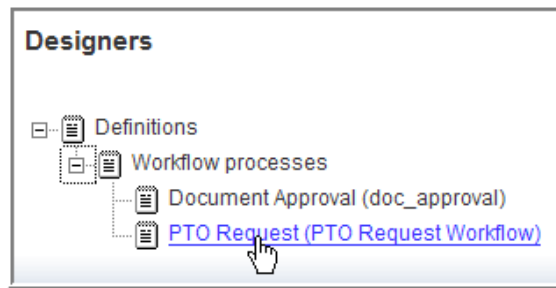 Designers
Definitions
Workflow processes
Document Approval (doc_approval)
PTO Request (PTO Request Workflow)